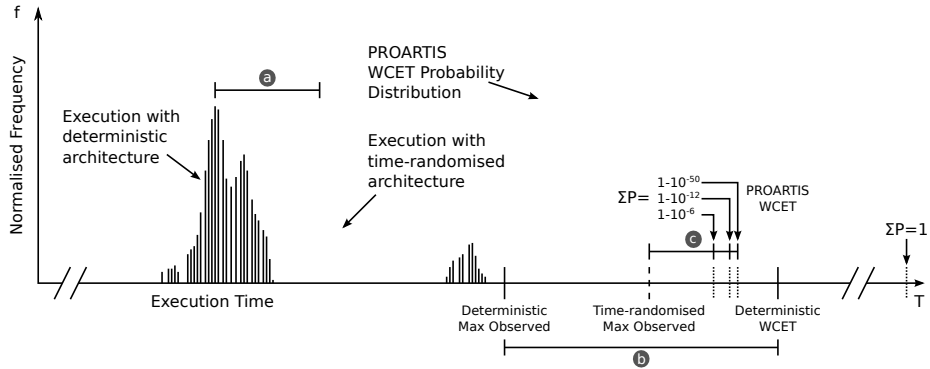 f
Normalised Frequency
PROARTIS
WCET Probability
Distribution
a
Execution with
deterministic
architecture
Execution with
time-randomised
architecture
ΣP=
1-10⁻⁵⁰
1-10⁻¹²
1-10⁻⁶
PROARTIS
WCET
c
ΣP=1
T
Execution Time
Deterministic
Max Observed
Time-randomised
Max Observed
Deterministic
WCET
b